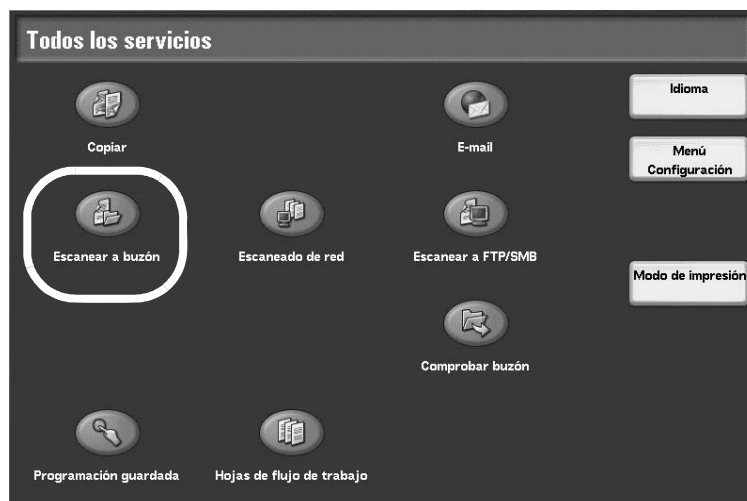 Todos los servicios
Copiar
E-mail
Idioma
Menú
Configuración
Escanear a buzón
Escaneado de red
Escanear a FTP/SMB
Modo de impresión
Comprobar buzón
Programación guardada
Hojas de flujo de trabajo